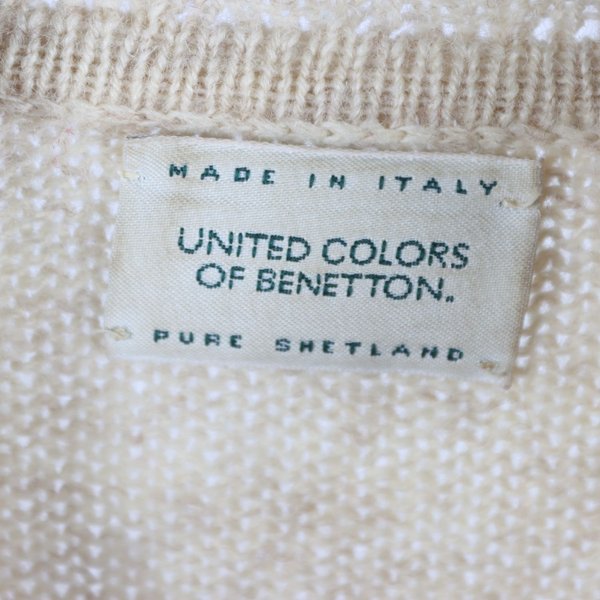 MADE IN ITALY
UNITED COLORS
OF BENETTON.
PURE SHETLAND